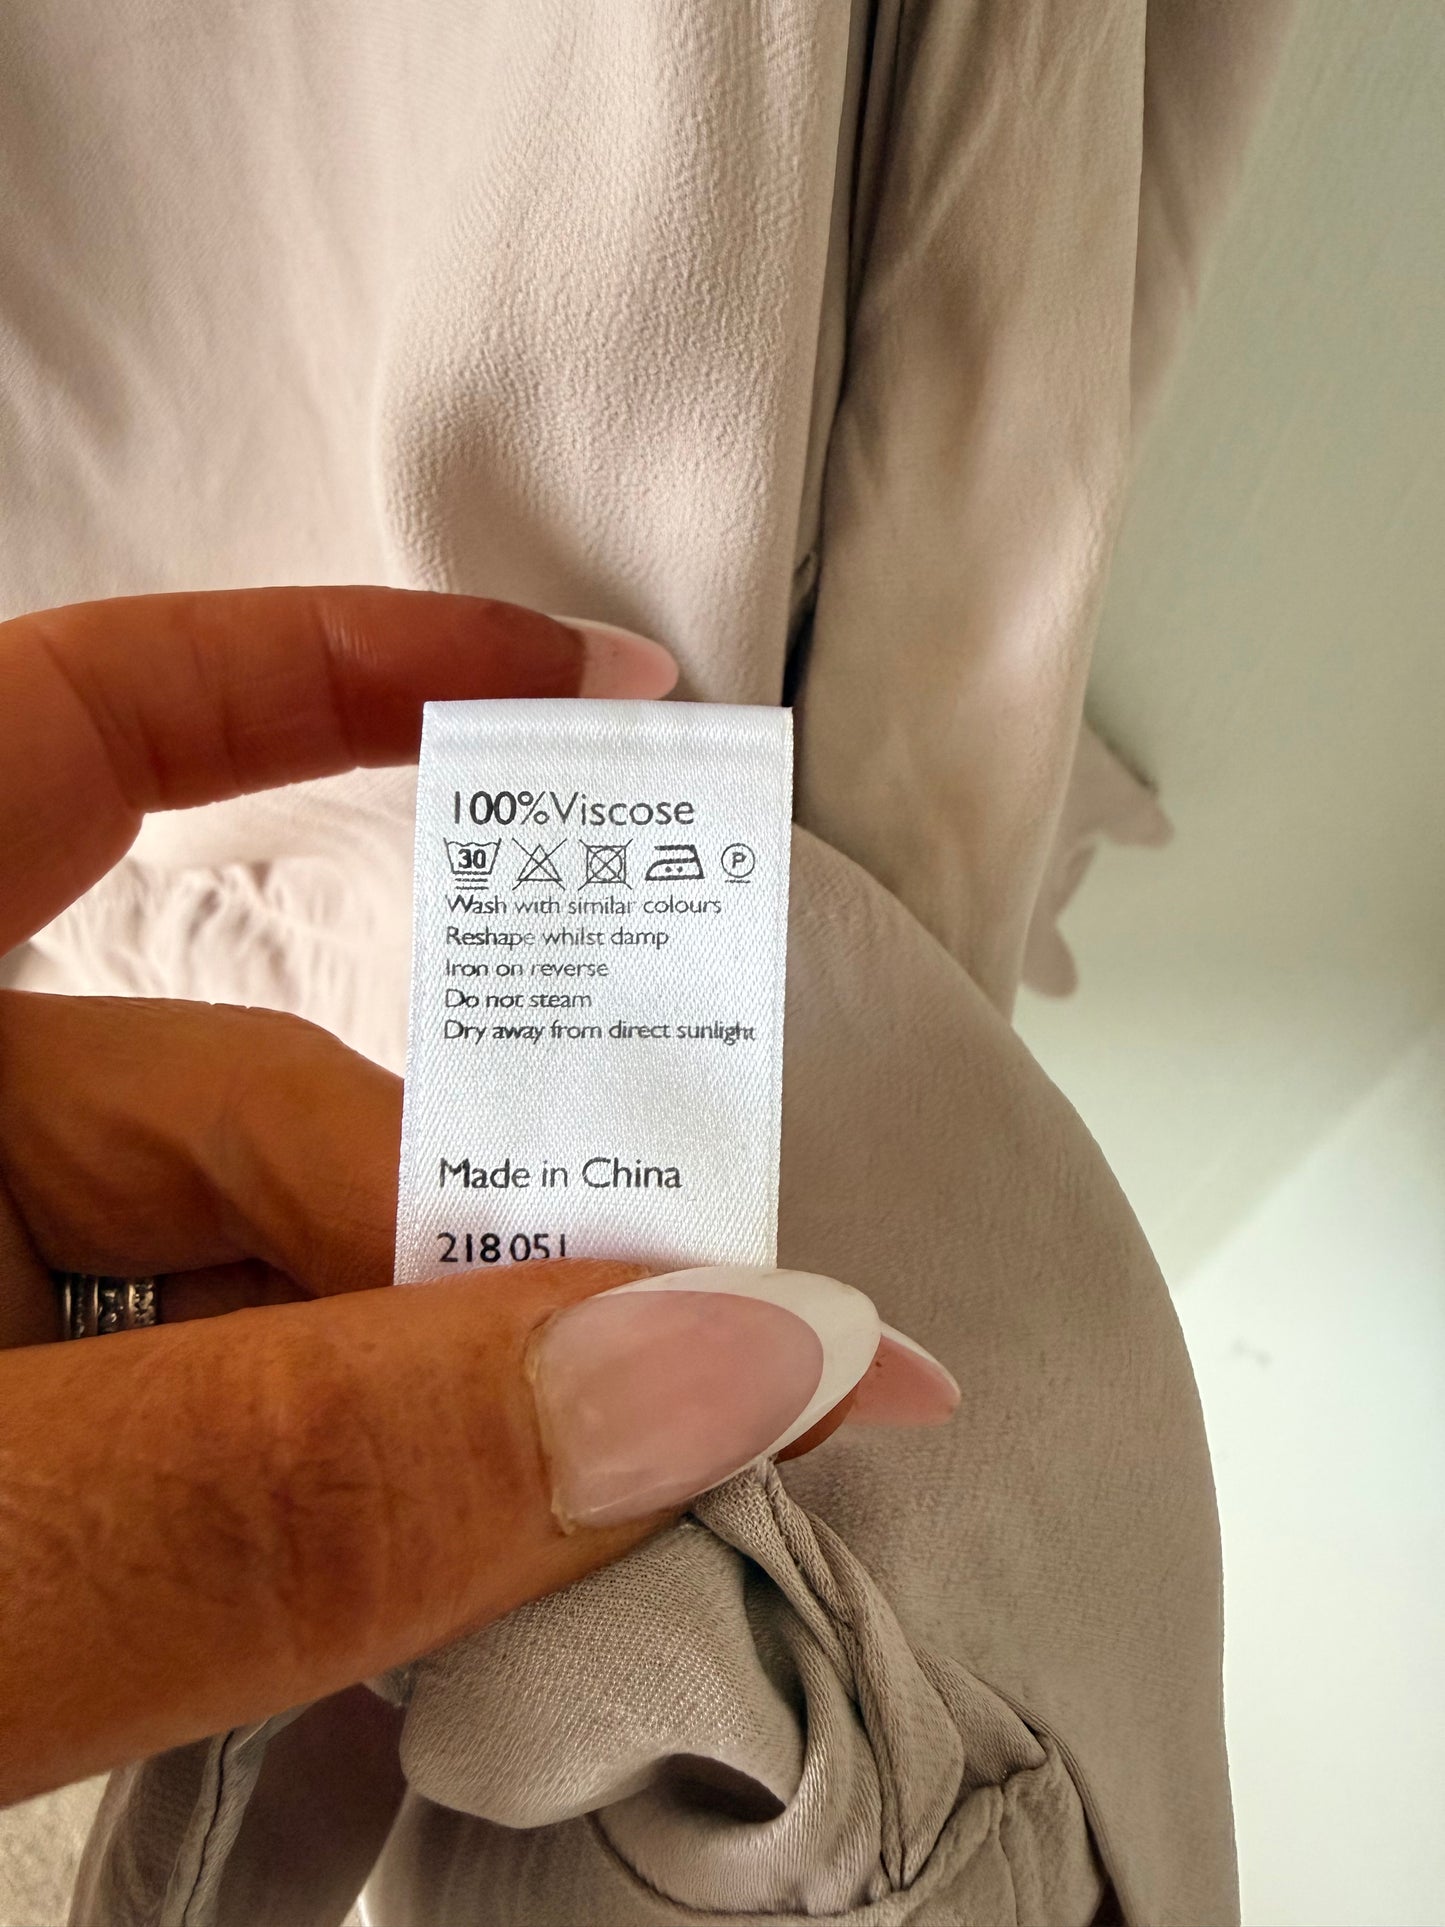 100%Viscose
30 P
Wash with similar colours
Reshape whilst damp
Iron on reverse
Do not steam
Dry away from direct sunlight
Made in China
218051